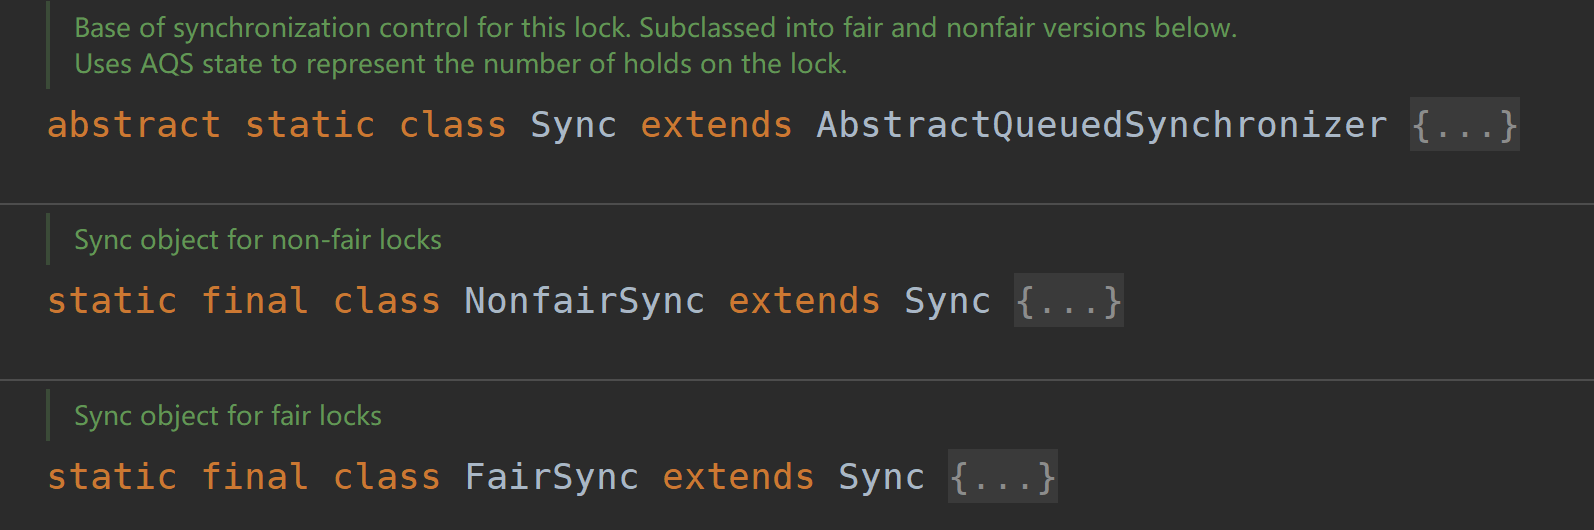 Base of synchronization control for this lock. Subclassed into fair and nonfair versions below.
Uses AQS state to represent the number of holds on the lock.
abstract static class Sync extends AbstractQueuedSynchronizer {...}
Sync object for non-fair locks
static final class NonfairSync extends Sync {...}
Sync object for fair locks
static final class FairSync extends Sync {...}